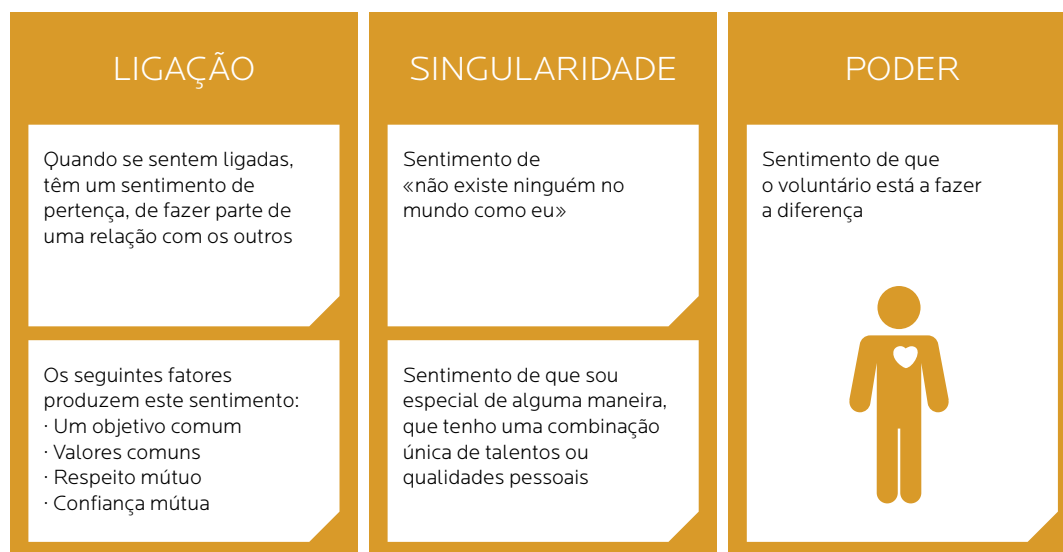 LIGAÇÃO
Quando se sentem ligadas,
têm um sentimento de
pertença, de fazer parte de
uma relação com os outros
Os seguintes fatores
produzem este sentimento:
· Um objetivo comum
· Valores comuns
· Respeito mútuo
· Confiança mútua
SINGULARIDADE
Sentimento de
«não existe ninguém no
mundo como eu»
Sentimento de que sou
especial de alguma maneira,
que tenho uma combinação
única de talentos ou
qualidades pessoais
PODER
Sentimento de que
o voluntário está a fazer
a diferença